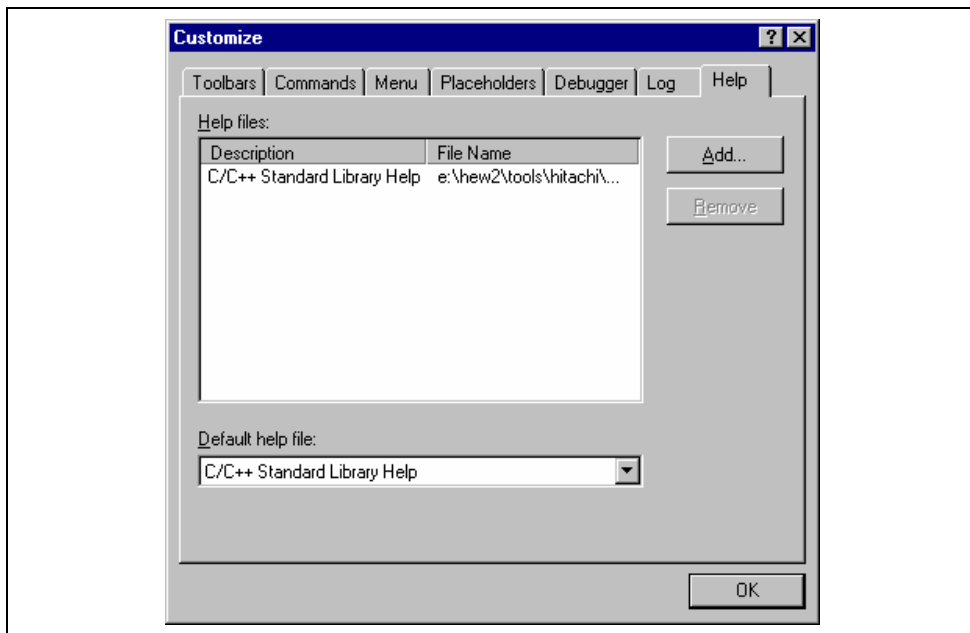 Customize
Toolbars Commands Menu Placeholders Debugger Log Help
Help files:
Description File Name
C/C++ Standard Library Help e:\hew2\tools\hitachi\...
Add...
Remove
Default help file:
C/C++ Standard Library Help
OK